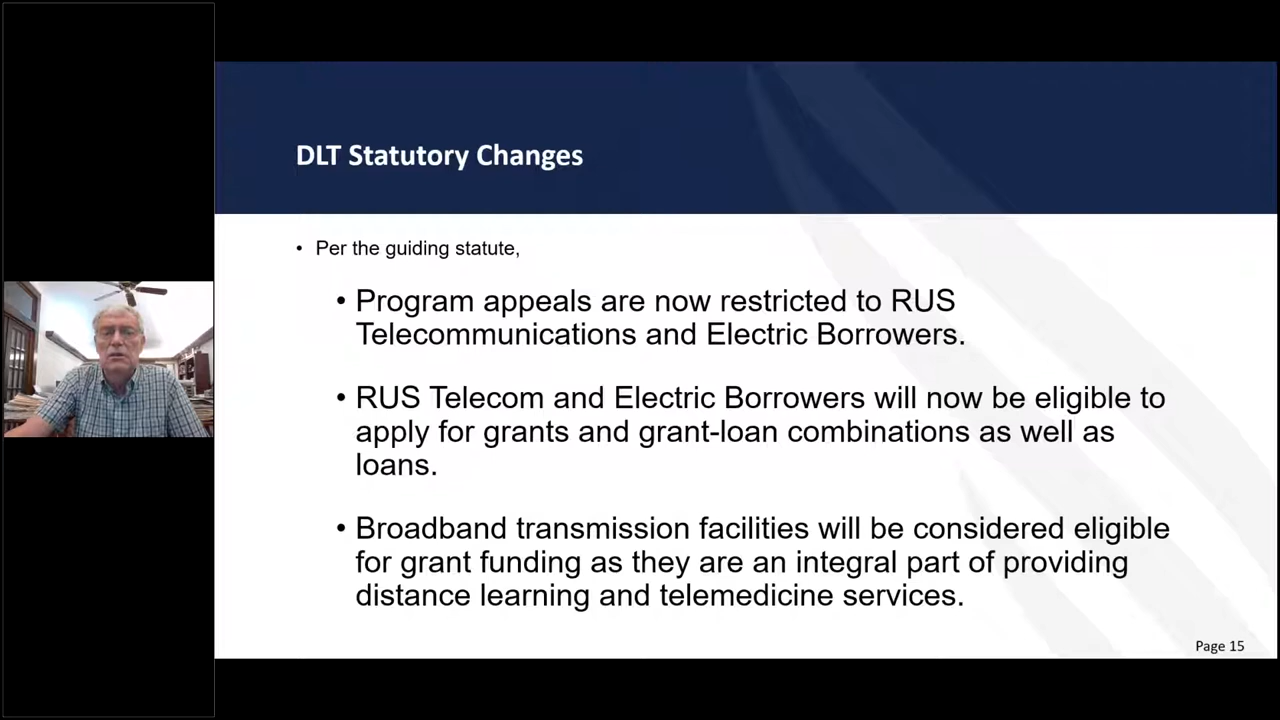 DLT Statutory Changes
• Per the guiding statute,
• Program appeals are now restricted to RUS
Telecommunications and Electric Borrowers.
• RUS Telecom and Electric Borrowers will now be eligible to
apply for grants and grant-loan combinations as well as
loans.
• Broadband transmission facilities will be considered eligible
for grant funding as they are an integral part of providing
distance learning and telemedicine services.
Page 15